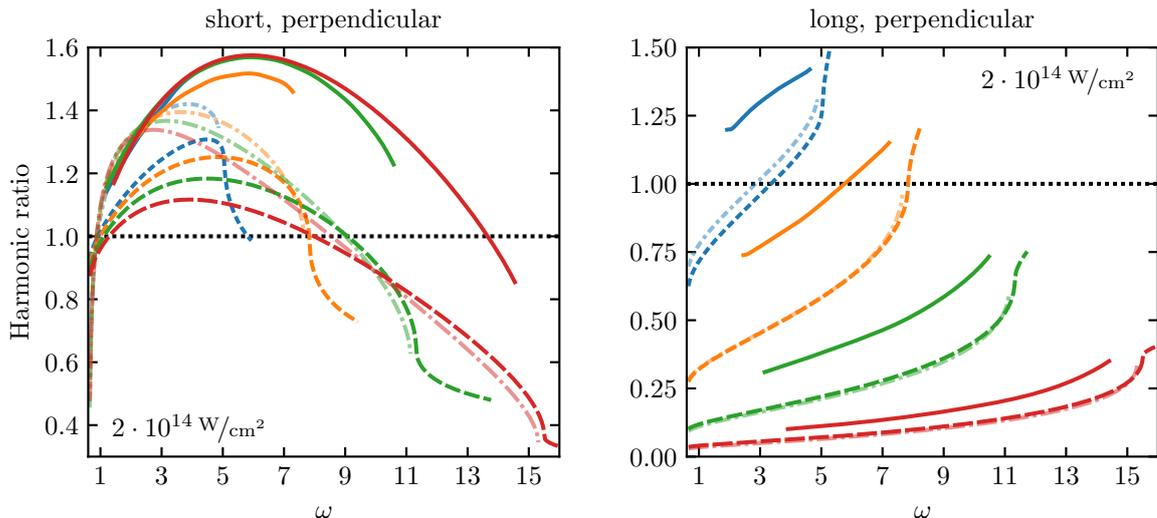 short, perpendicular
long, perpendicular
Harmonic ratio
1.6
1.4
1.2
1.0
0.8
0.6
0.4
2 · 10¹⁴ W/cm²
1 3 5 7 9 11 13 15
ω
1.50
1.25
1.00
0.75
0.50
0.25
0.00
2 · 10¹⁴ W/cm²
1 3 5 7 9 11 13 15
ω